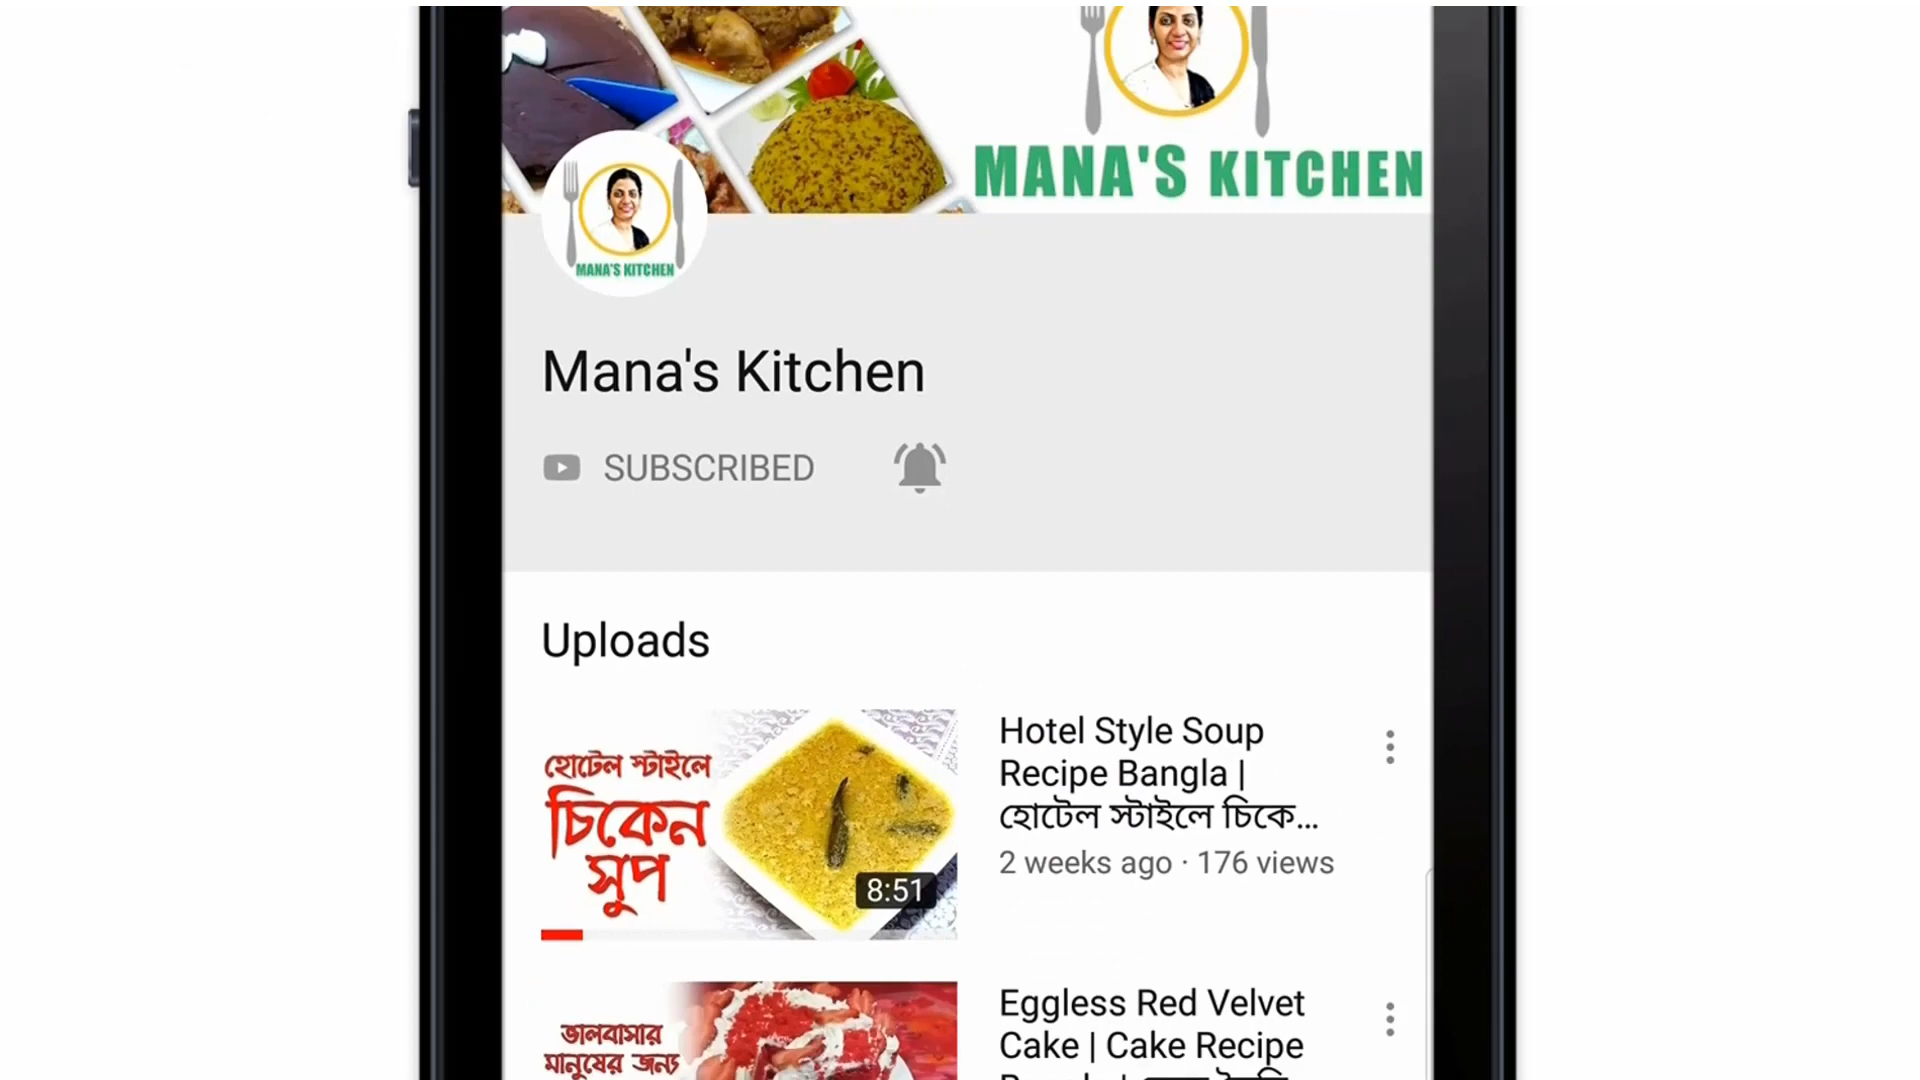 MANA'S KITCHEN
MANA'S KITCHEN
Mana's Kitchen
SUBSCRIBED
Uploads
হোটেল স্টাইলে
চিকেন
সুপ
8:51
Hotel Style Soup
Recipe Bangla |
হোটেল স্টাইলে চিকে...
2 weeks ago · 176 views
ভালবাসার
মানুষের জন্য
Eggless Red Velvet
Cake | Cake Recipe